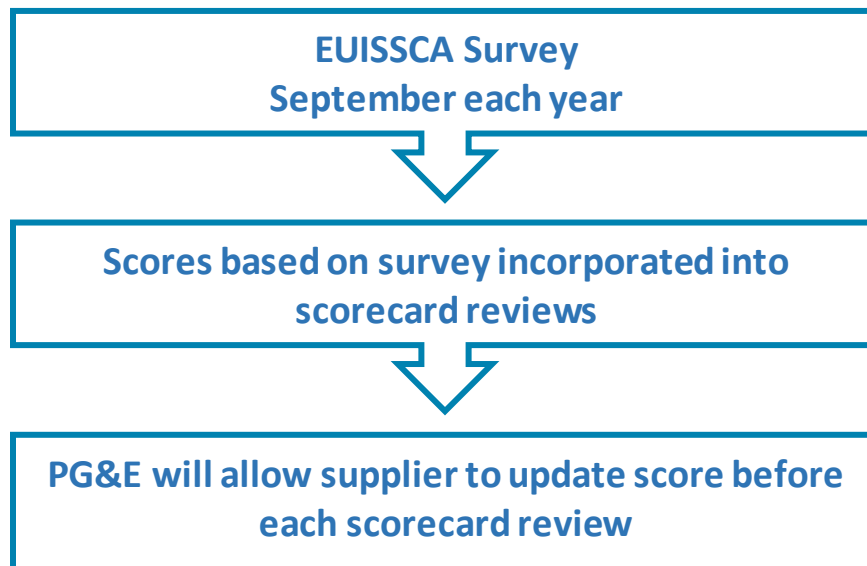 EUISSCA Survey
September each year
Scores based on survey incorporated into
scorecard reviews
PG&E will allow supplier to update score before
each scorecard review